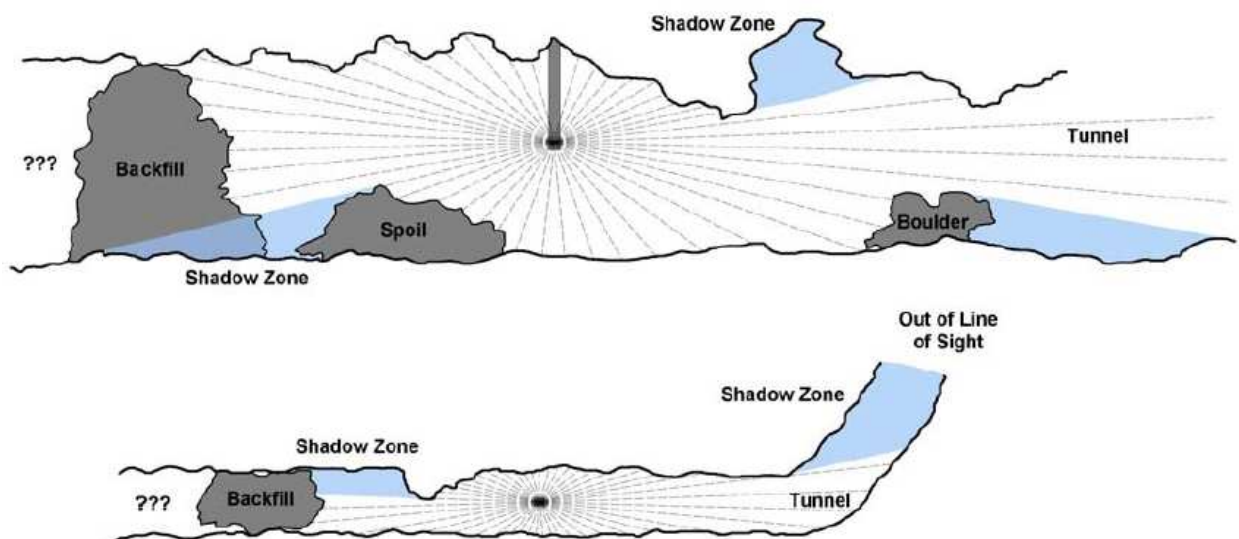 Shadow Zone
Tunnel
???
Backfill
Spoil
Boulder
Shadow Zone
Out of Line
of Sight
Shadow Zone
Shadow Zone
???
Backfill
Tunnel